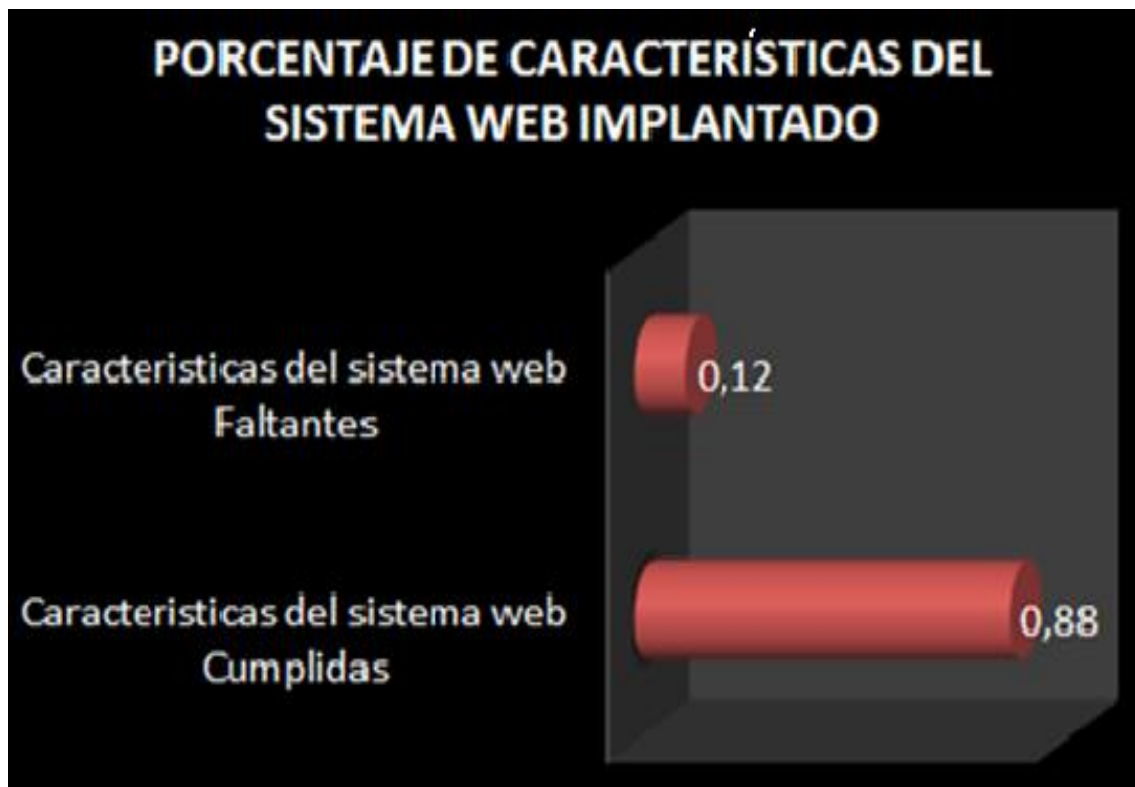 PORCENTAJE DE CARACTERÍSTICAS DEL
SISTEMA WEB IMPLANTADO
Caracteristicas del sistema web
Faltantes
0,12
Caracteristicas del sistema web
Cumplidas
0,88